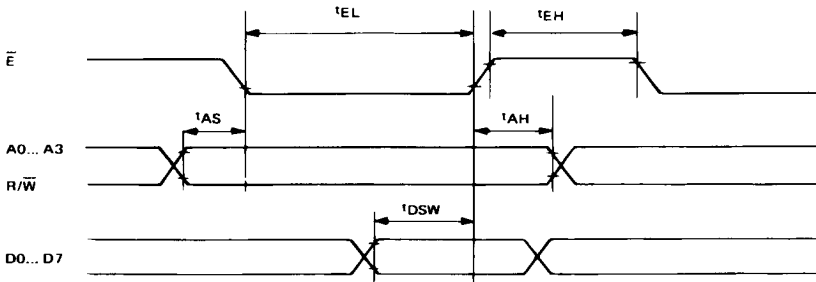 tEL
tEH
E̅
tAS
tAH
A0... A3
R/W̅
tDSW
D0... D7